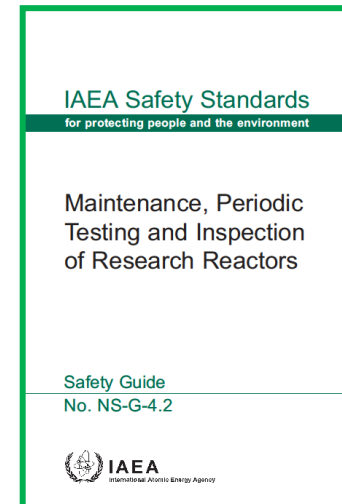 IAEA Safety Standards
for protecting people and the environment
Maintenance, Periodic
Testing and Inspection
of Research Reactors
Safety Guide
No. NS-G-4.2
IAEA
International Atomic Energy Agency